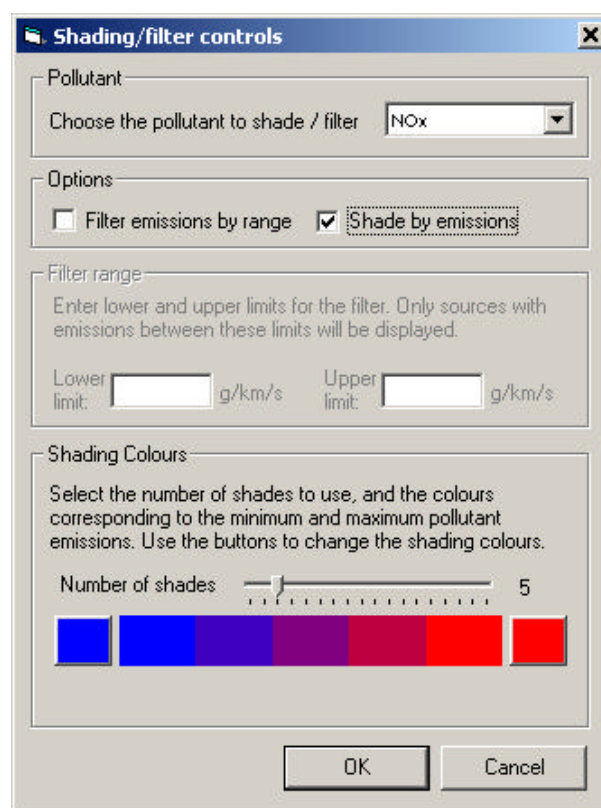 Shading/filter controls
Pollutant
Choose the pollutant to shade / filter NOx
Options
Filter emissions by range Shade by emissions
Filter range
Enter lower and upper limits for the filter. Only sources with
emissions between these limits will be displayed.
Lower limit: g/km/s Upper limit: g/km/s
Shading Colours
Select the number of shades to use, and the colours
corresponding to the minimum and maximum pollutant
emissions. Use the buttons to change the shading colours.
Number of shades 5
OK Cancel